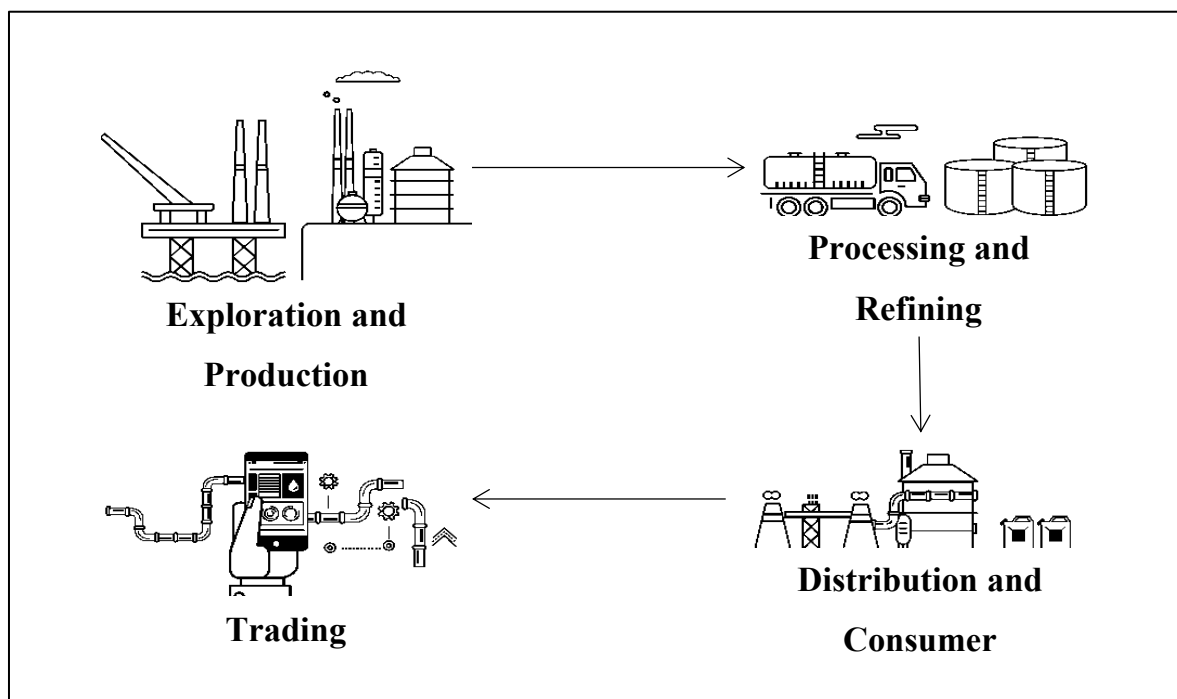 Exploration and
Production
Processing and
Refining
Distribution and
Consumer
Trading